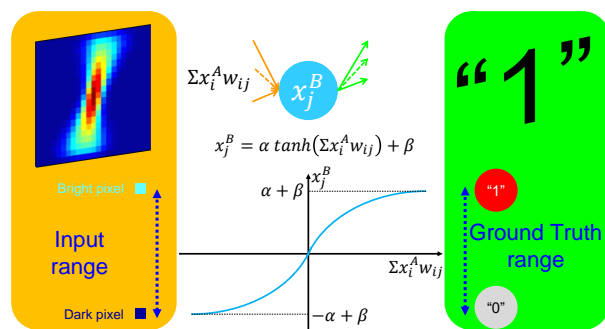 Σx_i^A w_ij
x_j^B
“1”
x_j^B = α tanh(Σx_i^A w_ij) + β
Bright pixel
Input
range
Dark pixel
x_j^B
α + β
Σx_i^A w_ij
−α + β
“1”
Ground Truth
range
“0”